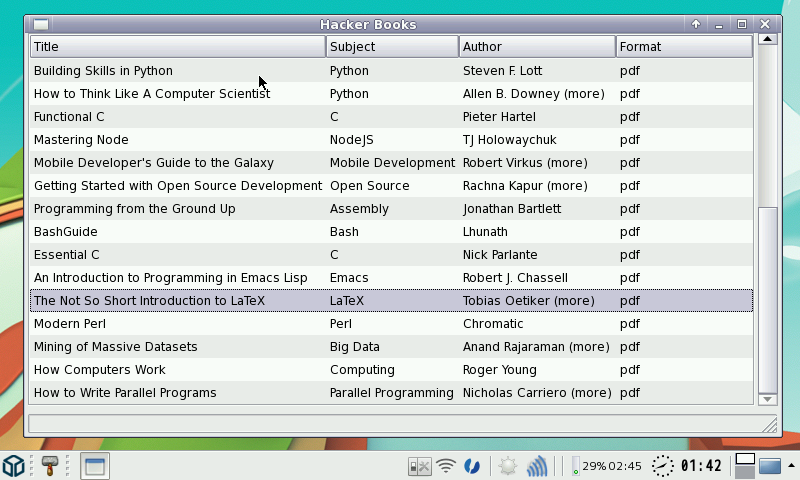 Hacker Books
Title Subject Author Format
Building Skills in Python Python Steven F. Lott pdf
How to Think Like A Computer Scientist Python Allen B. Downey (more) pdf
Functional C C Pieter Hartel pdf
Mastering Node NodeJS TJ Holowaychuk pdf
Mobile Developer's Guide to the Galaxy Mobile Development Robert Virkus (more) pdf
Getting Started with Open Source Development Open Source Rachna Kapur (more) pdf
Programming from the Ground Up Assembly Jonathan Bartlett pdf
BashGuide Bash Lhunath pdf
Essential C C Nick Parlante pdf
An Introduction to Programming in Emacs Lisp Emacs Robert J. Chassell pdf
The Not So Short Introduction to LaTeX LaTeX Tobias Oetiker (more) pdf
Modern Perl Perl Chromatic pdf
Mining of Massive Datasets Big Data Anand Rajaraman (more) pdf
How Computers Work Computing Roger Young pdf
How to Write Parallel Programs Parallel Programming Nicholas Carriero (more) pdf
29% 02:45 01:42